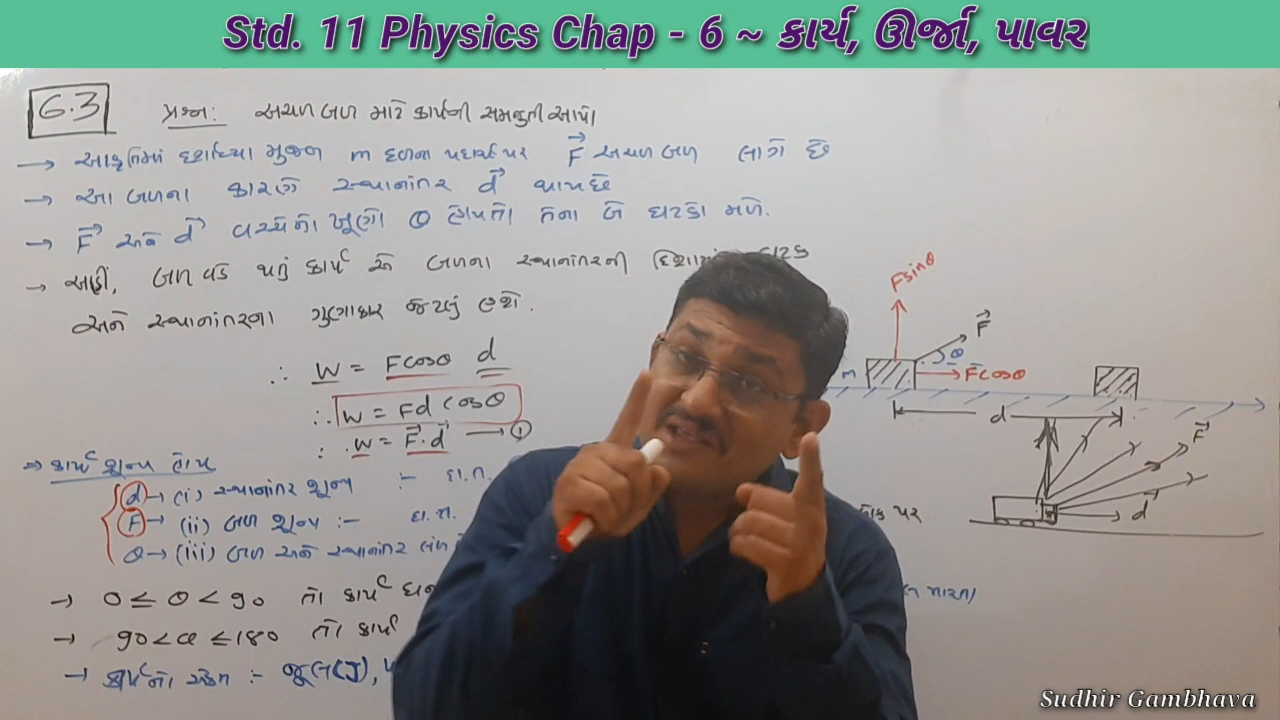 Std. 11 Physics Chap - 6 ~ કાર્ય, ઊર્જા, પાવર
6.3 પ્રશ્ન: અચળ બળ માટે કાર્યની સમજુતી આપો
→ આકૃતિમાં દર્શાવ્યા મુજબ m દળના પદાર્થ પર F⃗ અચળ બળ લાગે છે
→ આ બળના કારણે સ્થાનાંતર d⃗ થાય છે
→ F⃗ અને d⃗ વચ્ચેનો ખૂણો θ હોય તો તેના બે ઘટકો મળે.
→ અહીં, બળ વડે થતું કાર્ય એ બળના સ્થાનાંતરની
અને સ્થાનાંતરના ગુણાકાર જેટલું હશે.
∴ W = Fcosθ d
∴ W = Fd cosθ
∴ W = F⃗·d⃗ → ①
⇒ કાર્ય શૂન્ય હોય
d → (i) સ્થાનાંતર શૂન્ય :- દા.ત.
F → (ii) બળ શૂન્ય :- દા.ત.
θ → (iii) બળ અને સ્થાનાંતર લંબ
→ 0 ≤ θ < 90 તો કાર્ય
→ 90 < θ ≤ 180 તો કાર્ય
→ કાર્યનો એકમ :- જૂલ(J),
Fsinθ
F⃗
θ
m
Fcosθ
d
F⃗
d⃗
પર
Sudhir Gambhava